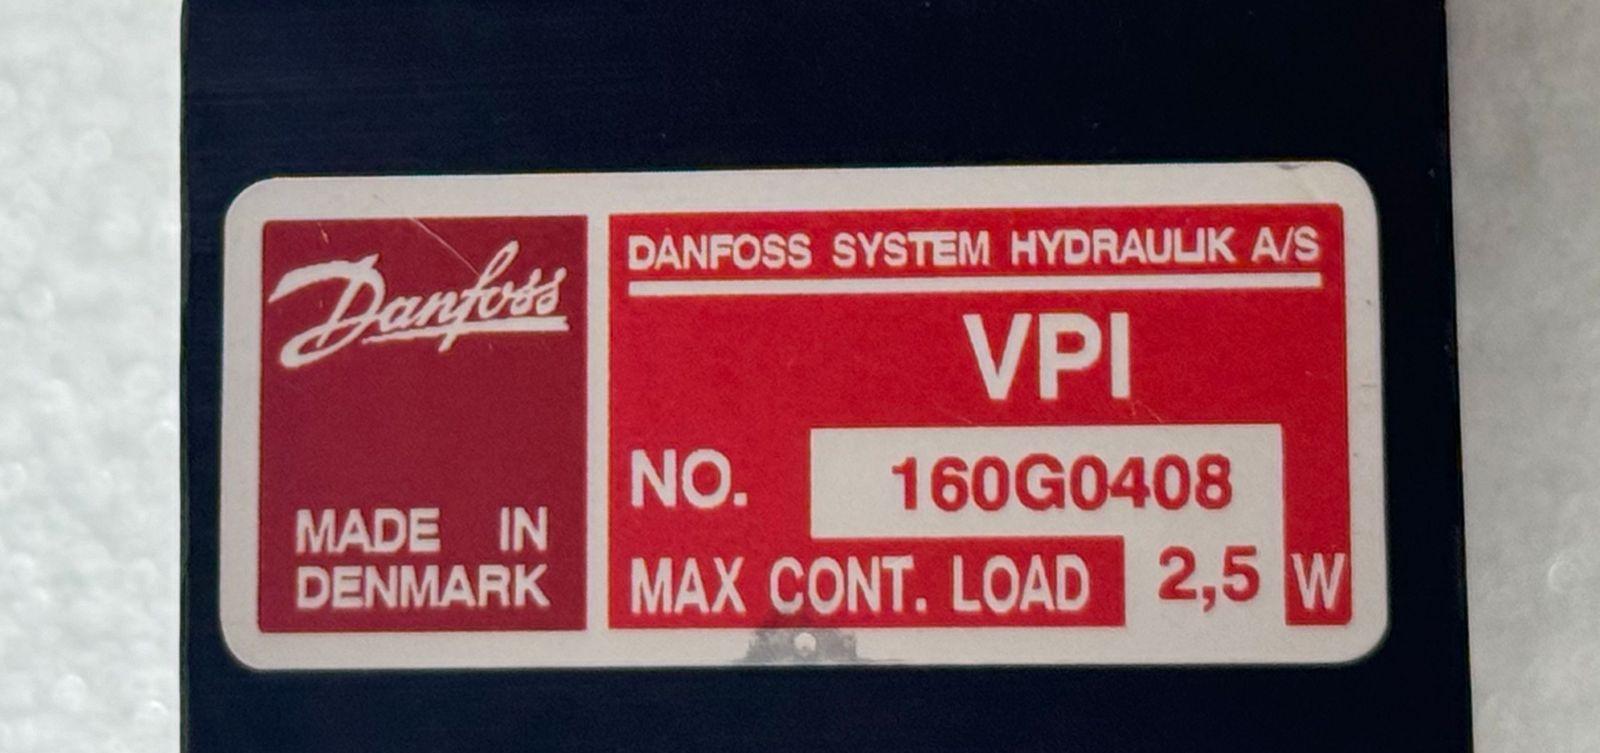 Danfoss
MADE IN
DENMARK
DANFOSS SYSTEM HYDRAULIK A/S
VPI
NO. 160G0408
MAX CONT. LOAD 2,5 W